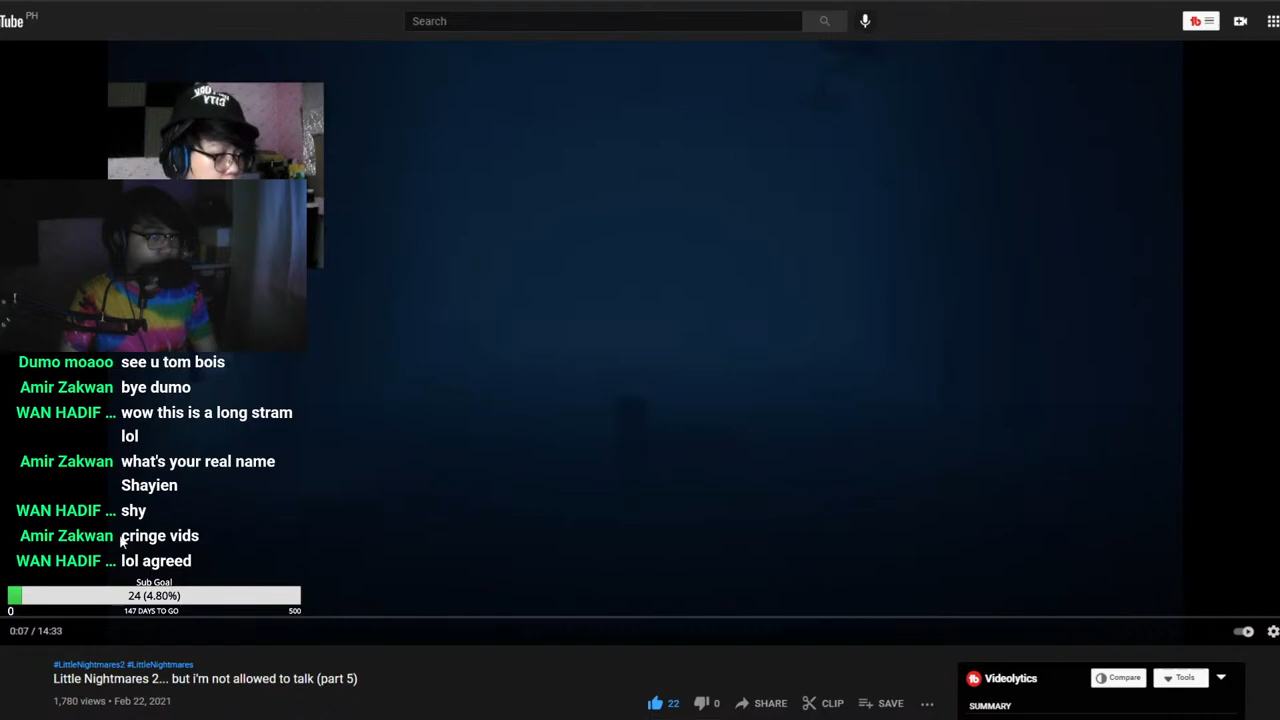 Tube PH
Search
Dumo moaoo see u tom bois
Amir Zakwan bye dumo
WAN HADIF ... wow this is a long stram
lol
Amir Zakwan what's your real name
Shayien
WAN HADIF ... shy
Amir Zakwan cringe vids
WAN HADIF ... lol agreed
Sub Goal
24 (4.80%)
0 147 DAYS TO GO 500
0:07 / 14:33
#LittleNightmares2 #LittleNightmares
Little Nightmares 2... but i'm not allowed to talk (part 5)
1,780 views • Feb 22, 2021
22 0 SHARE CLIP SAVE ...
tb Videolytics Compare Tools
SUMMARY